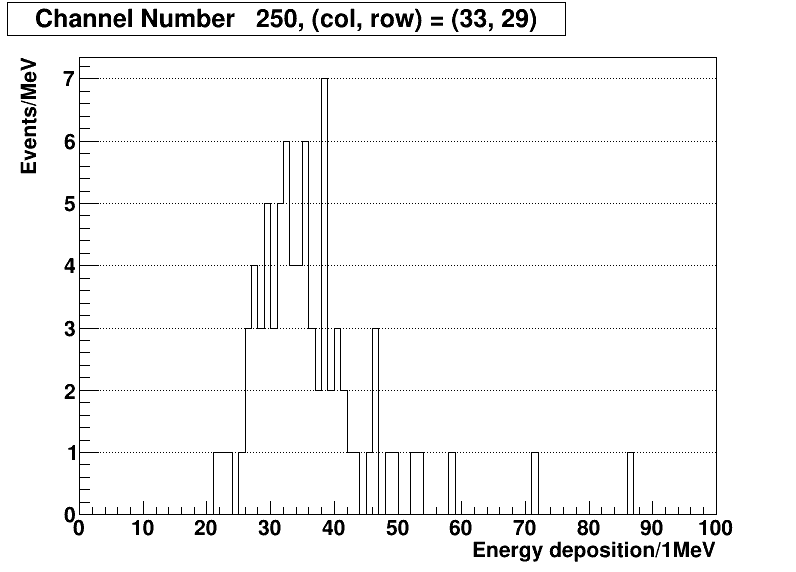 Channel Number 250, (col, row) = (33, 29)
Events/MeV
7
6
5
4
3
2
1
0
0 10 20 30 40 50 60 70 80 90 100
Energy deposition/1MeV